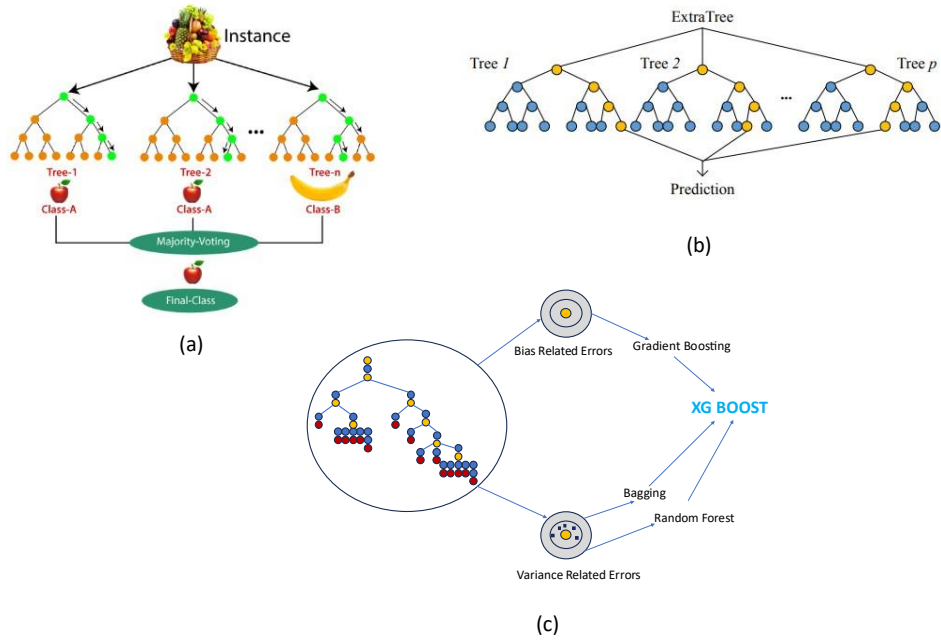 Instance
Tree-1
Tree-2
Tree-n
Class-A
Class-A
Class-B
Majority-Voting
Final-Class
(a)
ExtraTree
Tree 1
Tree 2
Tree p
...
Prediction
(b)
Bias Related Errors
Gradient Boosting
XG BOOST
Bagging
Random Forest
Variance Related Errors
(c)